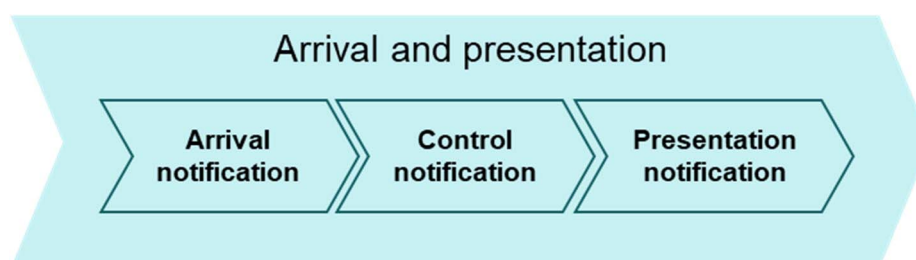 Arrival and presentation
Arrival
notification
Control
notification
Presentation
notification